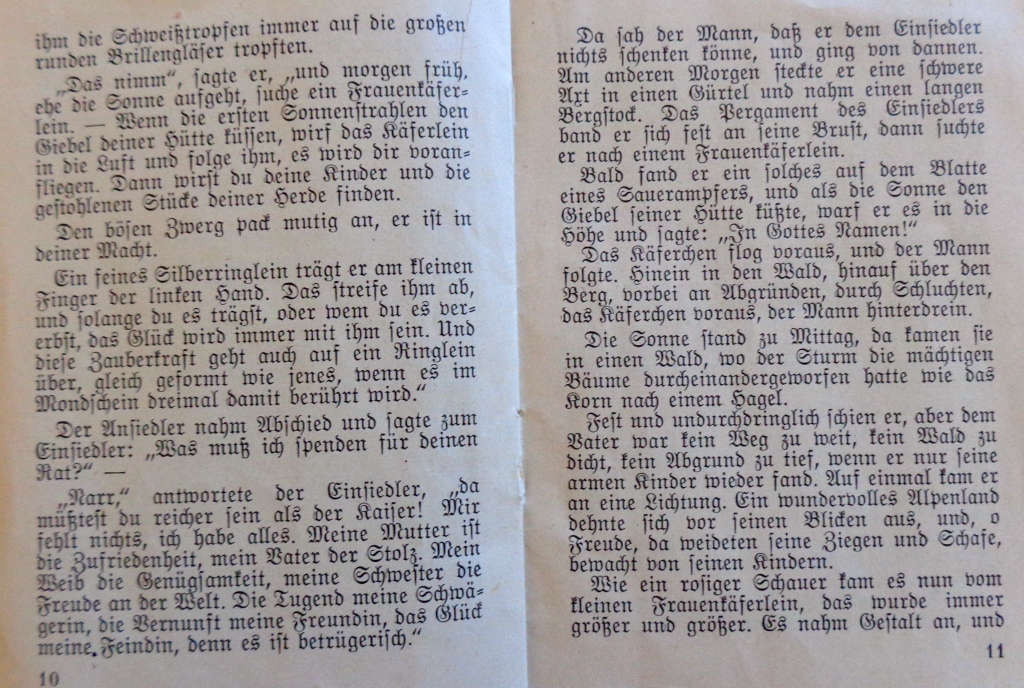 ihm die Schweißtropfen immer auf die großen
runden Brillengläser tropften.
„Das nimm“, sagte er, „und morgen früh,
ehe die Sonne aufgeht, suche ein Frauenkäfer-
lein. — Wenn die ersten Sonnenstrahlen den
Giebel deiner Hütte küssen, wirf das Käferlein
in die Luft und folge ihm, es wird dir voran-
fliegen. Dann wirst du deine Kinder und die
gestohlenen Stücke deiner Herde finden.
Den bösen Zwerg pack mutig an, er ist in
deiner Macht.
Ein feines Silberringlein trägt er am kleinen
Finger der linken Hand. Das streife ihm ab,
und solange du es trägst, oder wem du es ver-
erbst, das Glück wird immer mit ihm sein. Und
diese Zauberkraft geht auch auf ein Ringlein
über, gleich geformt wie jenes, wenn es im
Mondschein dreimal damit berührt wird.“
Der Ansiedler nahm Abschied und sagte zum
Einsiedler: „Was muß ich spenden für deinen
Rat?“ —
„Narr,“ antwortete der Einsiedler, „da
müßtest du reicher sein als der Kaiser! Mir
fehlt nichts, ich habe alles. Meine Mutter ist
die Zufriedenheit, mein Vater der Stolz. Mein
Weib die Genügsamkeit, meine Schwester die
Freude an der Welt. Die Tugend meine Schwä-
gerin, die Vernunft meine Freundin, das Glück
meine Feindin, denn es ist betrügerisch.“
10
Da sah der Mann, daß er dem Einsiedler
nichts schenken könne, und ging von dannen.
Am anderen Morgen steckte er eine schwere
Axt in einen Gürtel und nahm einen langen
Bergstock. Das Pergament des Einsiedlers
band er sich fest an seine Brust, dann suchte
er nach einem Frauenkäferlein.
Bald fand er ein solches auf dem Blatte
eines Sauerampfers, und als die Sonne den
Giebel seiner Hütte küßte, warf er es in die
Höhe und sagte: „In Gottes Namen!“
Das Käferchen flog voraus, und der Mann
folgte. Hinein in den Wald, hinauf über den
Berg, vorbei an Abgründen, durch Schluchten,
das Käferchen voraus, der Mann hinterdrein.
Die Sonne stand zu Mittag, da kamen sie
in einen Wald, wo der Sturm die mächtigen
Bäume durcheinandergeworfen hatte wie das
Korn nach einem Hagel.
Fest und undurchdringlich schien er, aber dem
Vater war kein Weg zu weit, kein Wald zu
dicht, kein Abgrund zu tief, wenn er nur seine
armen Kinder wieder fand. Auf einmal kam er
an eine Lichtung. Ein wundervolles Alpenland
dehnte sich vor seinen Blicken aus, und, o
Freude, da weideten seine Ziegen und Schafe,
bewacht von seinen Kindern.
Wie ein rosiger Schauer kam es nun vom
kleinen Frauenkäferlein, das wurde immer
größer und größer. Es nahm Gestalt an, und
11